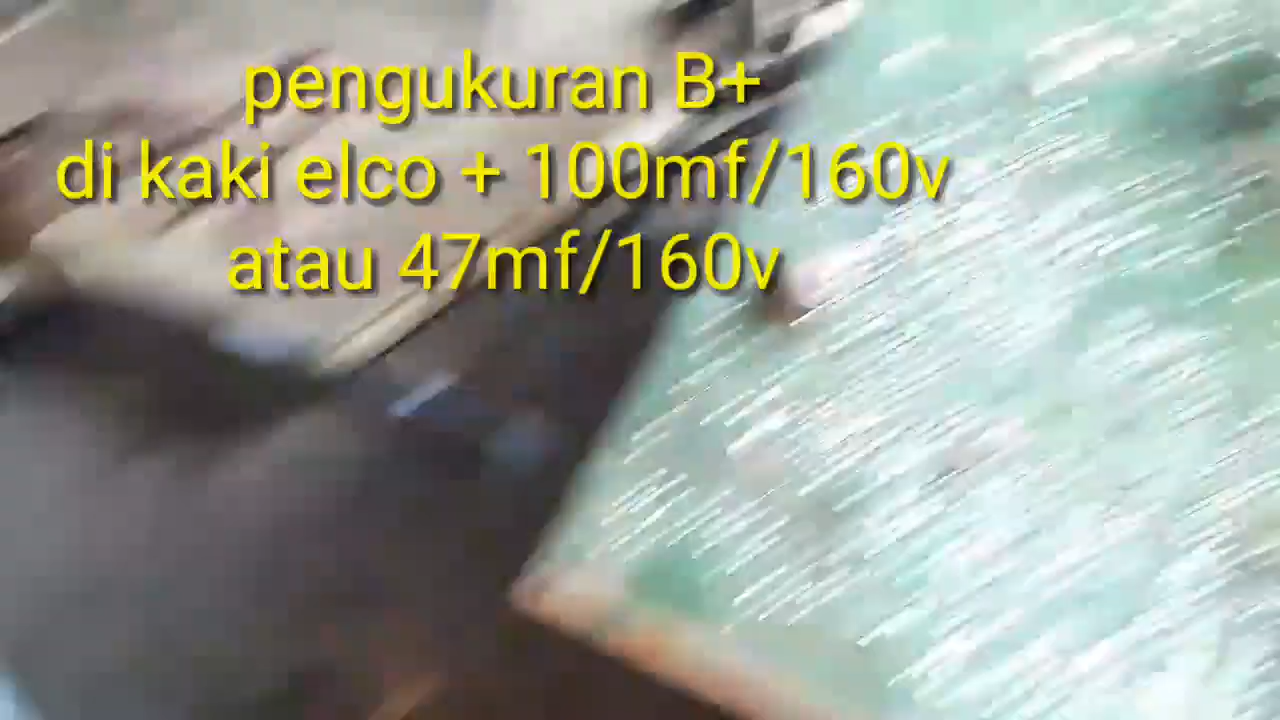 pengukuran B+
di kaki elco + 100mf/160v
atau 47mf/160v